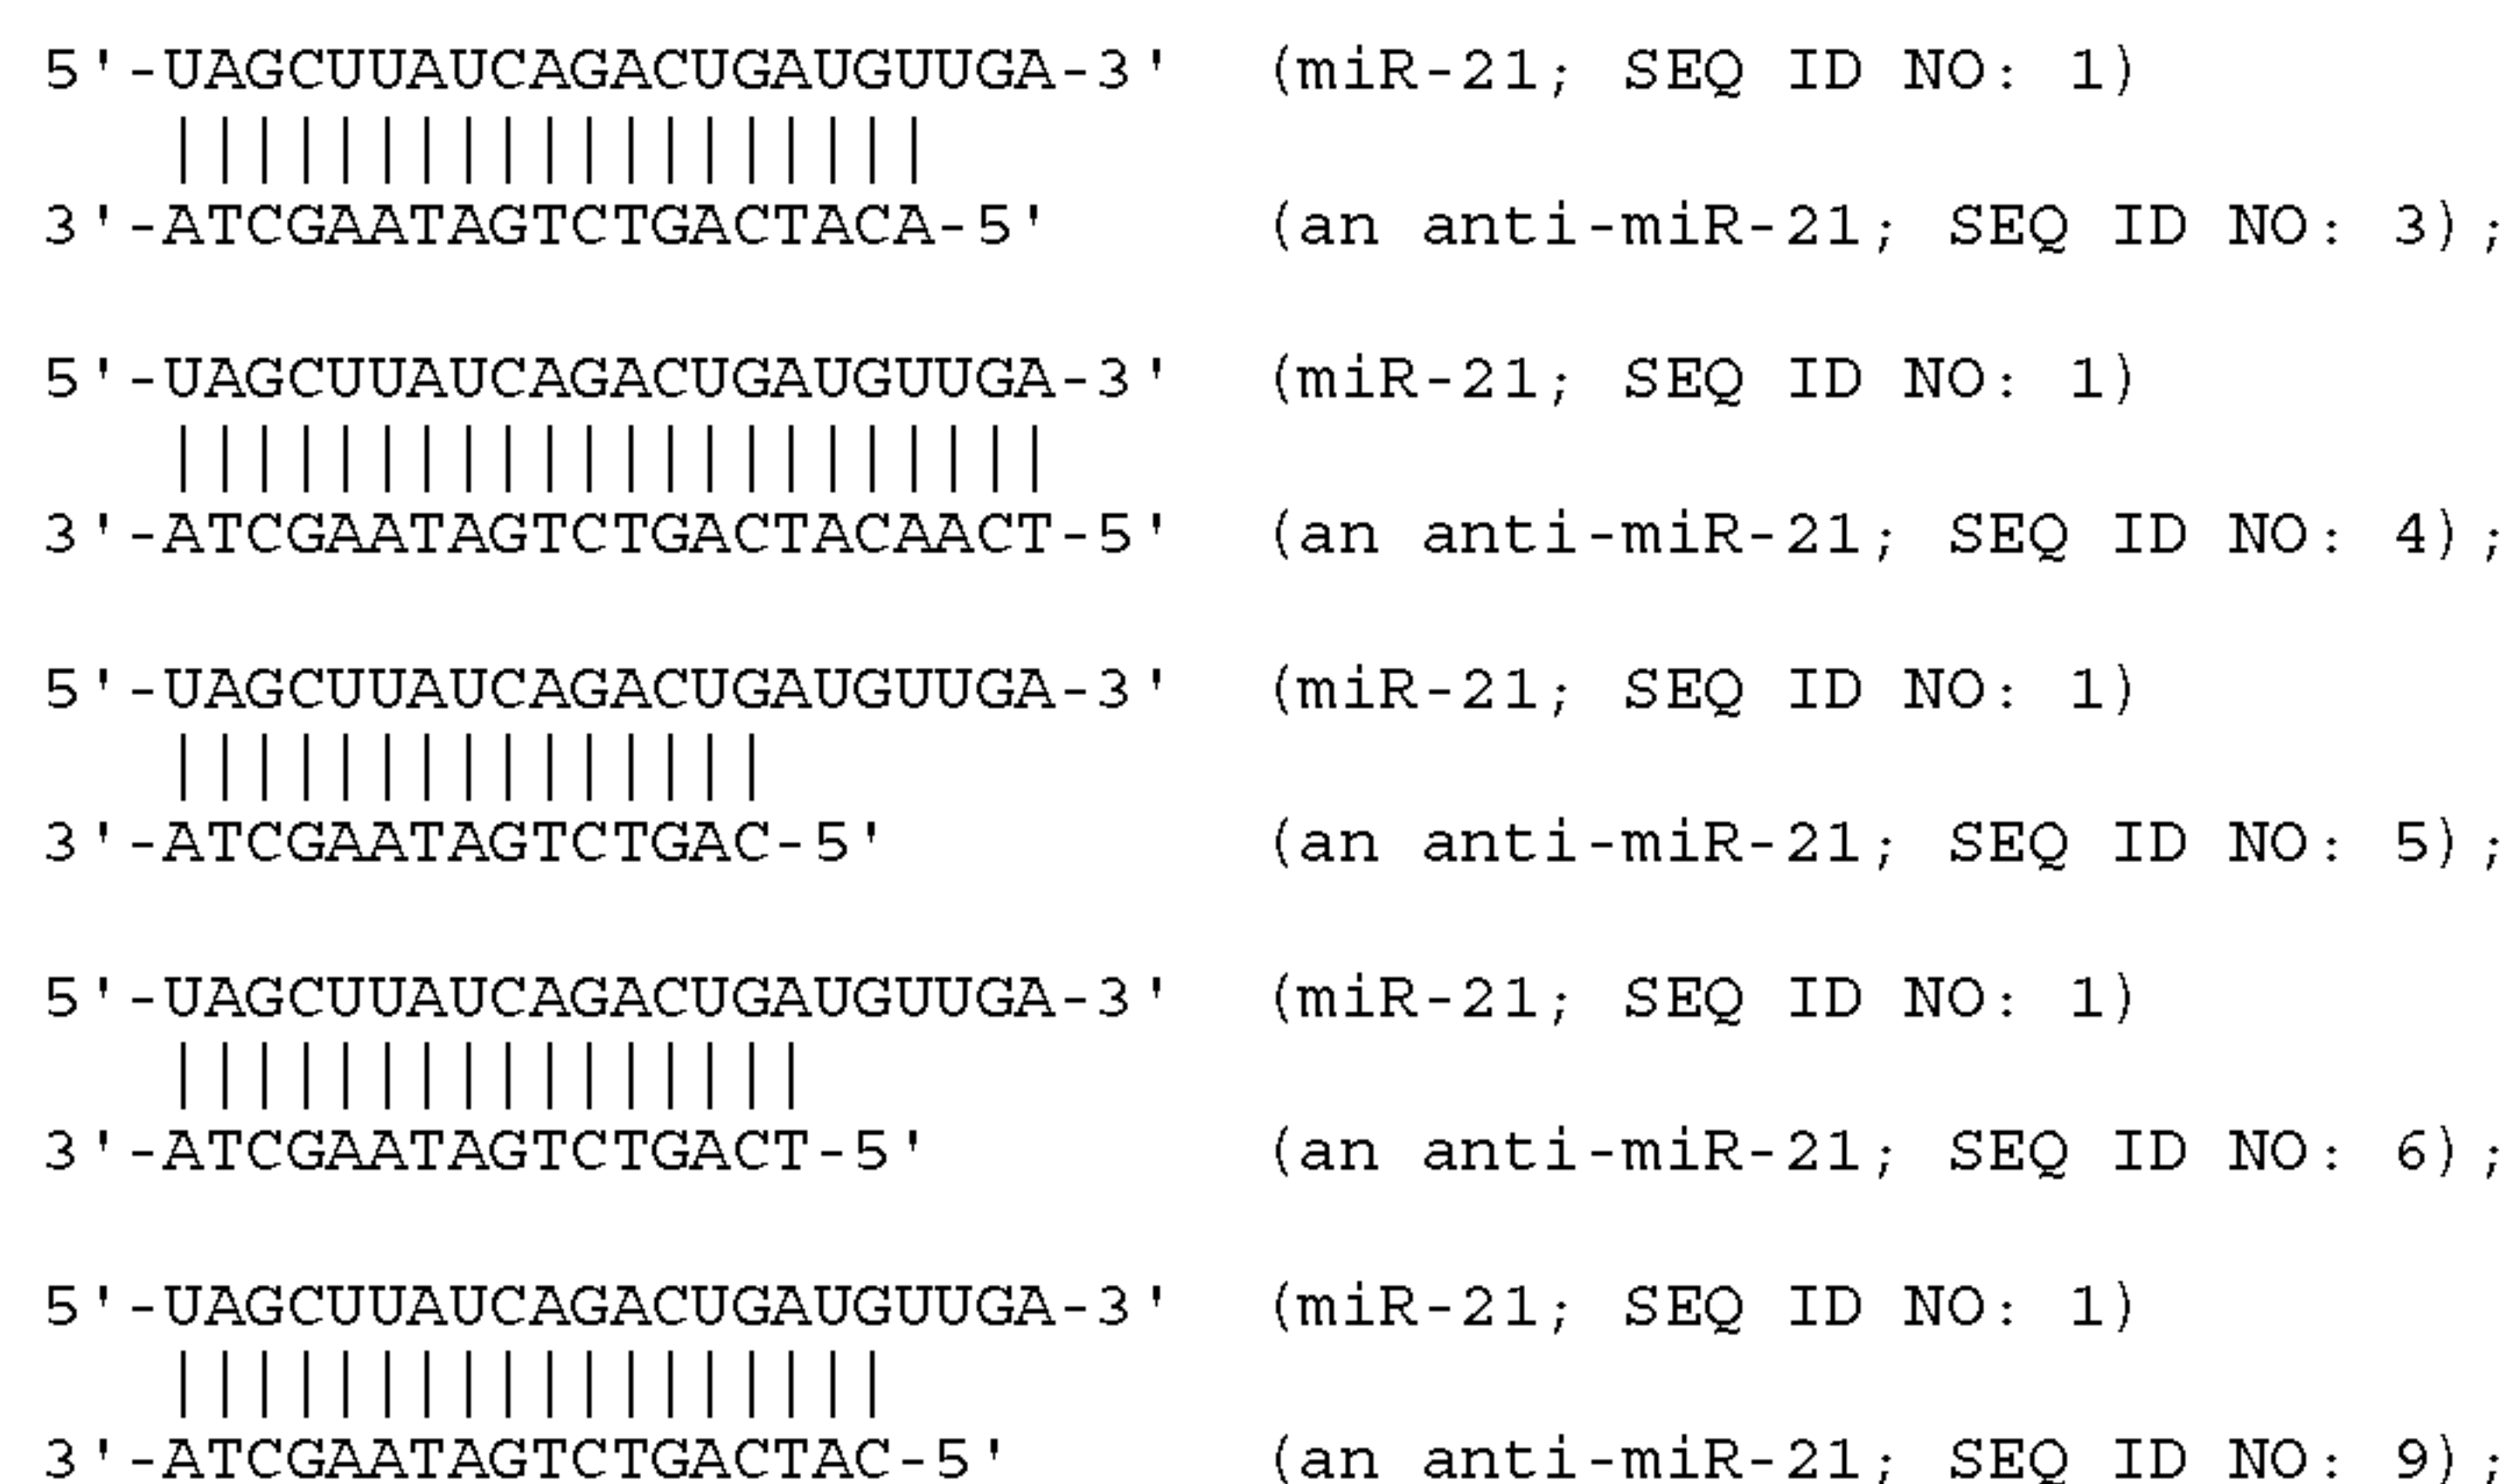 5'-UAGCUUAUCAGACUGAUGUUGA-3' (miR-21; SEQ ID NO: 1)
|||||||||||||||||||
3'-ATCGAATAGTCTGACTACA-5' (an anti-miR-21; SEQ ID NO: 3);
5'-UAGCUUAUCAGACUGAUGUUGA-3' (miR-21; SEQ ID NO: 1)
||||||||||||||||||||||
3'-ATCGAATAGTCTGACTACAACT-5' (an anti-miR-21; SEQ ID NO: 4);
5'-UAGCUUAUCAGACUGAUGUUGA-3' (miR-21; SEQ ID NO: 1)
|||||||||||||||
3'-ATCGAATAGTCTGAC-5' (an anti-miR-21; SEQ ID NO: 5);
5'-UAGCUUAUCAGACUGAUGUUGA-3' (miR-21; SEQ ID NO: 1)
||||||||||||||||
3'-ATCGAATAGTCTGACT-5' (an anti-miR-21; SEQ ID NO: 6);
5'-UAGCUUAUCAGACUGAUGUUGA-3' (miR-21; SEQ ID NO: 1)
||||||||||||||||||
3'-ATCGAATAGTCTGACTAC-5' (an anti-miR-21; SEQ ID NO: 9);